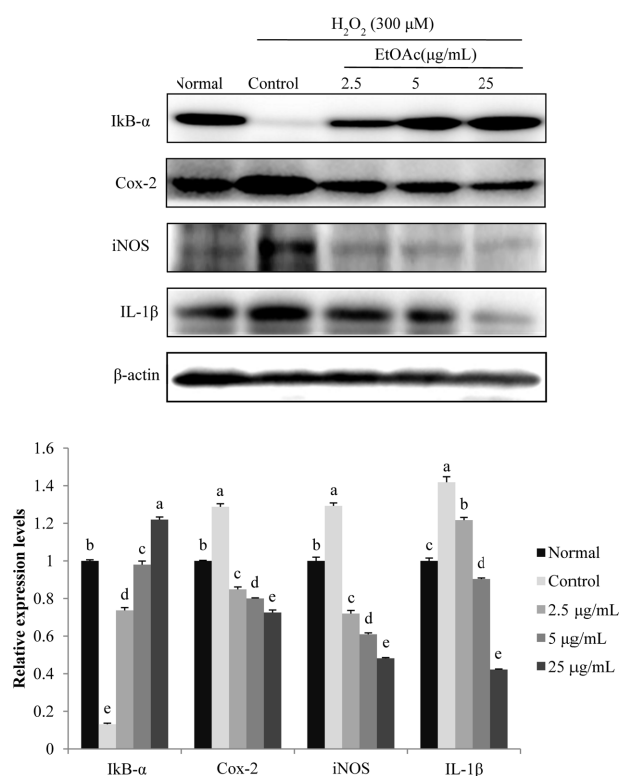 H2O2 (300 μM)
EtOAc(μg/mL)
Normal Control 2.5 5 25
IkB-α
Cox-2
iNOS
IL-1β
β-actin
Relative expression levels
1.6
1.4
1.2
1
0.8
0.6
0.4
0.2
0
b e d c a
b a c d e
b a c d e
c a b d e
IkB-α Cox-2 iNOS IL-1β
Normal
Control
2.5 μg/mL
5 μg/mL
25 μg/mL